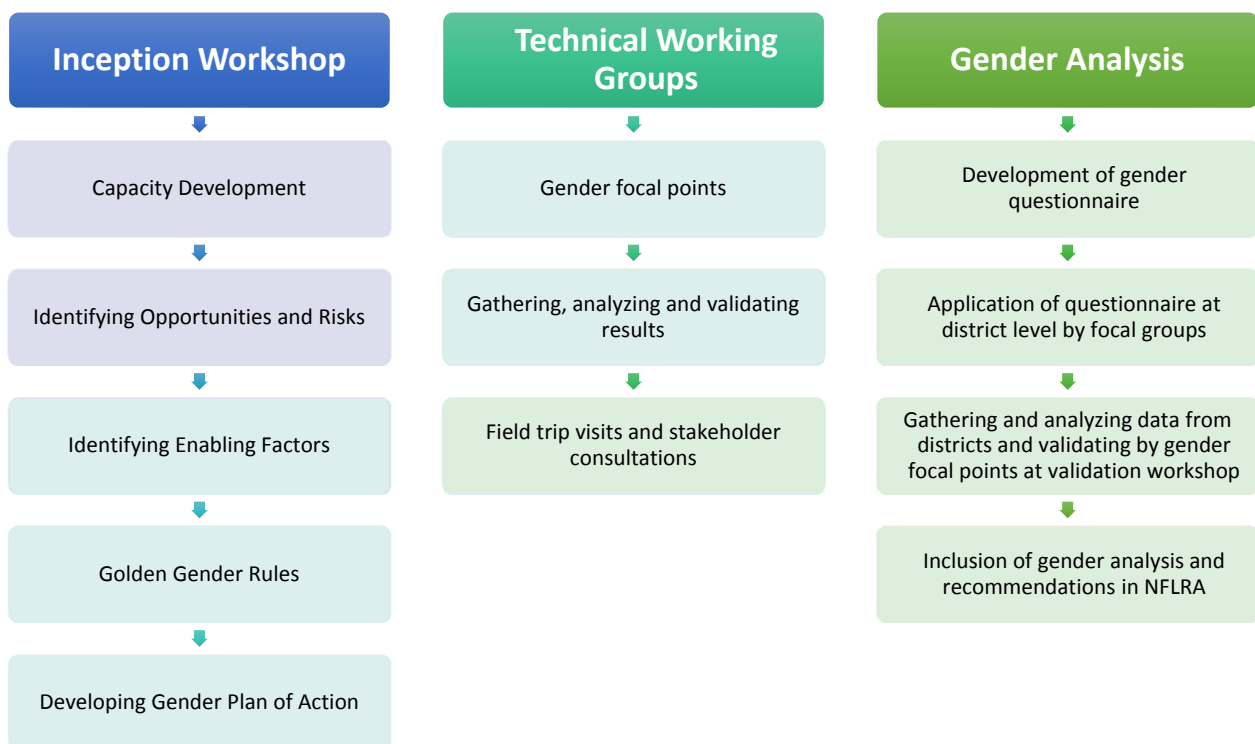 Inception Workshop
Capacity Development
Identifying Opportunities and Risks
Identifying Enabling Factors
Golden Gender Rules
Developing Gender Plan of Action
Technical Working
Groups
Gender focal points
Gathering, analyzing and validating
results
Field trip visits and stakeholder
consultations
Gender Analysis
Development of gender
questionnaire
Application of questionnaire at
district level by focal groups
Gathering and analyzing data from
districts and validating by gender
focal points at validation workshop
Inclusion of gender analysis and
recommendations in NFLRA